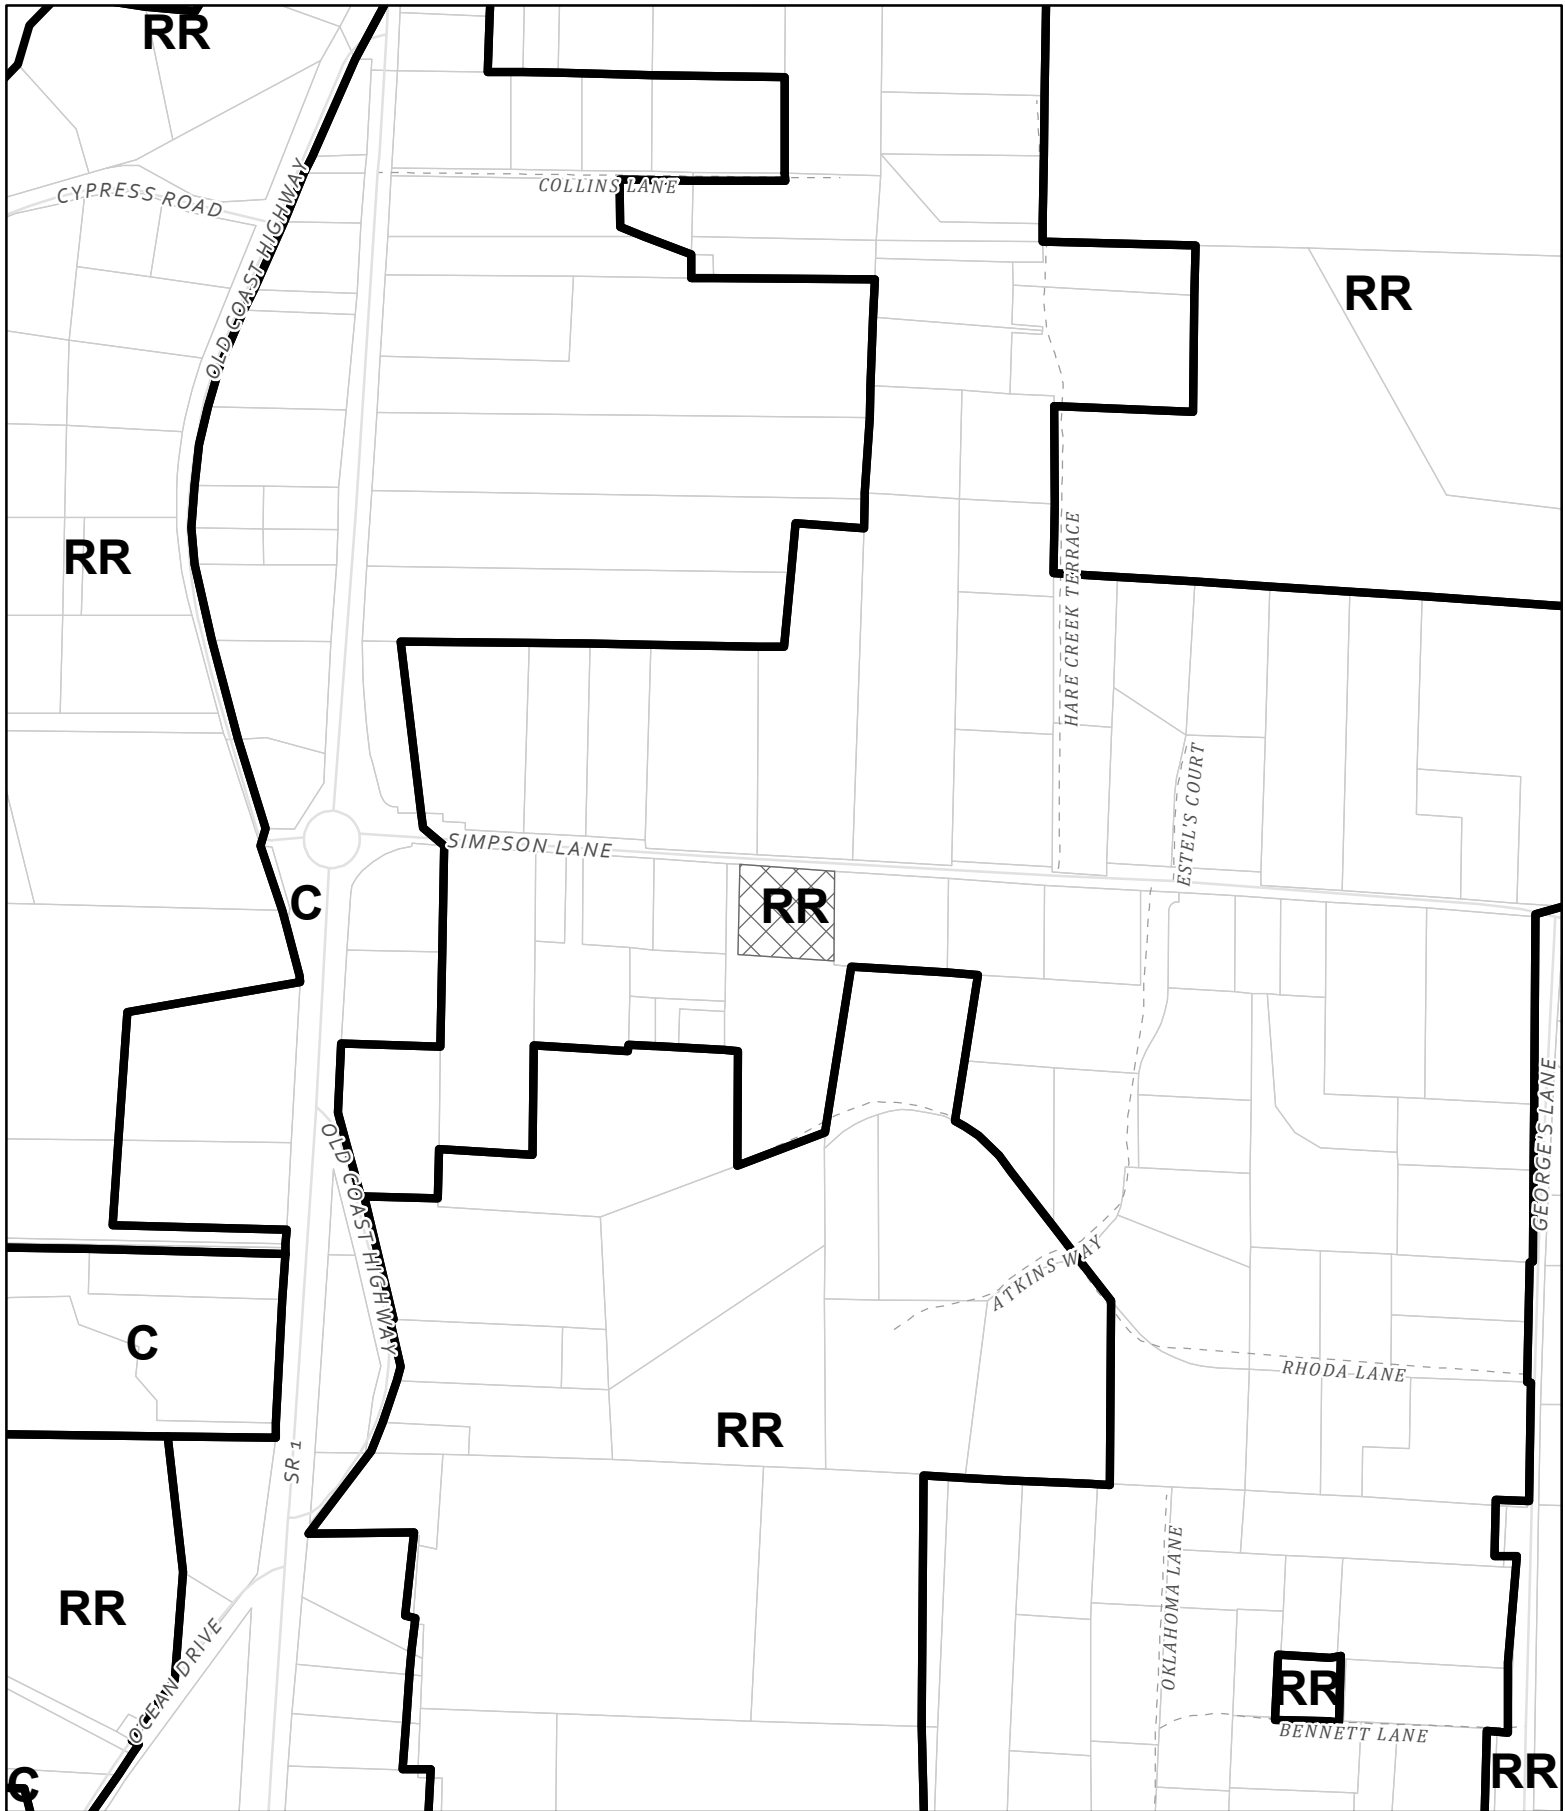 RR
CYPRESS ROAD
COLLINS LANE
OLD COAST HIGHWAY
RR
RR
HARE CREEK TERRACE
ESTEL'S COURT
SIMPSON LANE
C
RR
GEORGE'S LANE
OLD COAST HIGHWAY
ATKINS WAY
C
RHODA LANE
RR
SR 1
RR
OKLAHOMA LANE
OCEAN DRIVE
RR
BENNETT LANE
C
RR